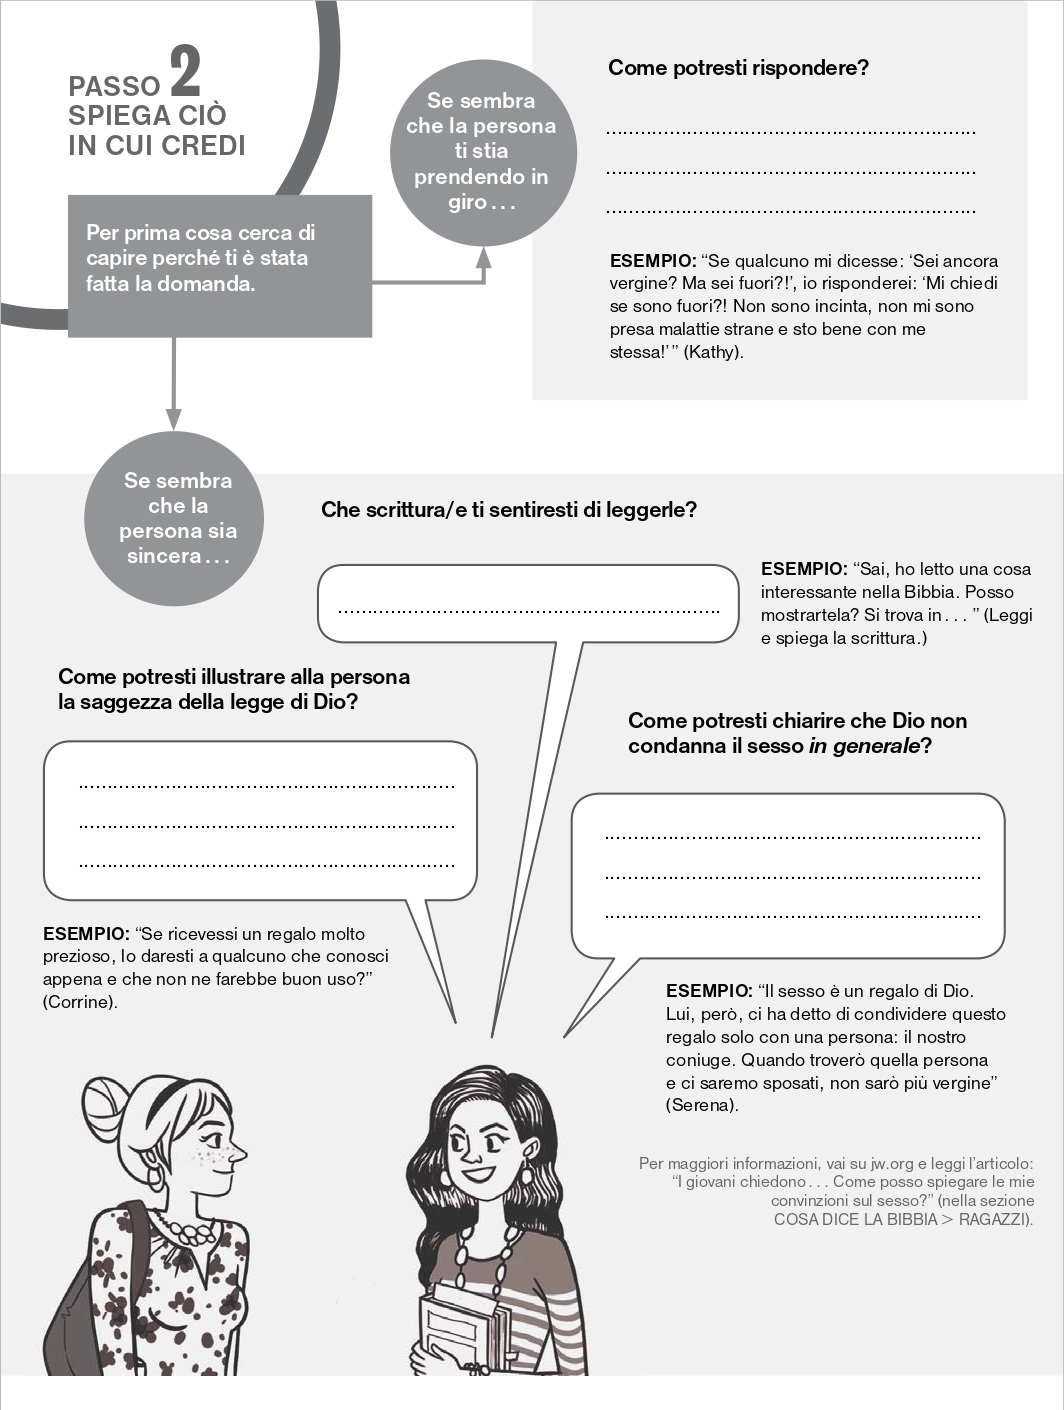 PASSO 2
SPIEGA CIÒ
IN CUI CREDI
Per prima cosa cerca di
capire perché ti è stata
fatta la domanda.
Se sembra
che la persona
ti stia
prendendo in
giro . . .
Come potresti rispondere?
ESEMPIO: “Se qualcuno mi dicesse: ‘Sei ancora
vergine? Ma sei fuori?!’, io risponderei: ‘Mi chiedi
se sono fuori?! Non sono incinta, non mi sono
presa malattie strane e sto bene con me
stessa!’ ” (Kathy).
Se sembra
che la
persona sia
sincera . . .
Che scrittura/e ti sentiresti di leggerle?
ESEMPIO: “Sai, ho letto una cosa
interessante nella Bibbia. Posso
mostrartela? Si trova in . . . ” (Leggi
e spiega la scrittura.)
Come potresti illustrare alla persona
la saggezza della legge di Dio?
ESEMPIO: “Se ricevessi un regalo molto
prezioso, lo daresti a qualcuno che conosci
appena e che non ne farebbe buon uso?”
(Corrine).
Come potresti chiarire che Dio non
condanna il sesso in generale?
ESEMPIO: “Il sesso è un regalo di Dio.
Lui, però, ci ha detto di condividere questo
regalo solo con una persona: il nostro
coniuge. Quando troverò quella persona
e ci saremo sposati, non sarò più vergine”
(Serena).
Per maggiori informazioni, vai su jw.org e leggi l’articolo:
“I giovani chiedono . . . Come posso spiegare le mie
convinzioni sul sesso?” (nella sezione
COSA DICE LA BIBBIA > RAGAZZI).